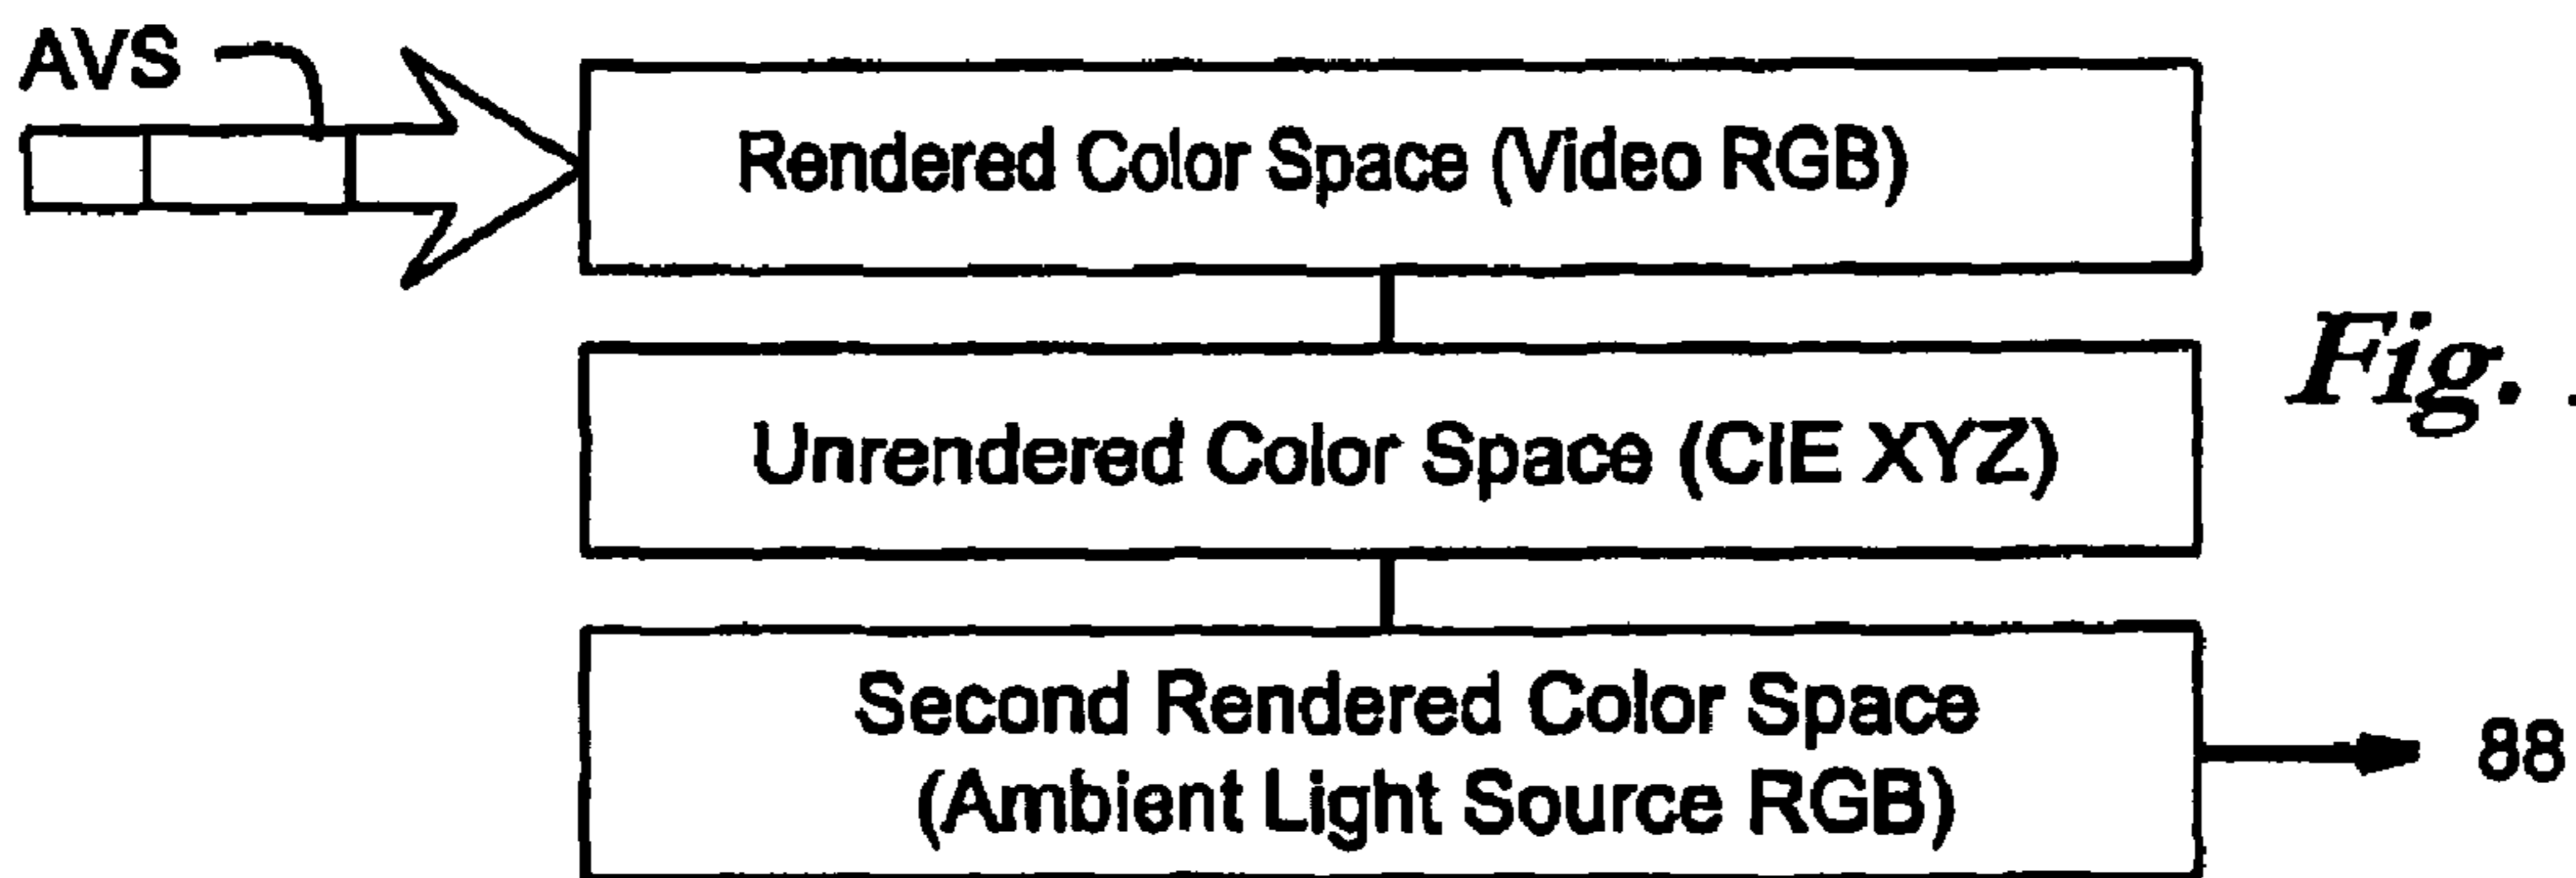 AVS
Rendered Color Space (Video RGB)
Fig.
Unrendered Color Space (CIE XYZ)
Second Rendered Color Space
(Ambient Light Source RGB)
88